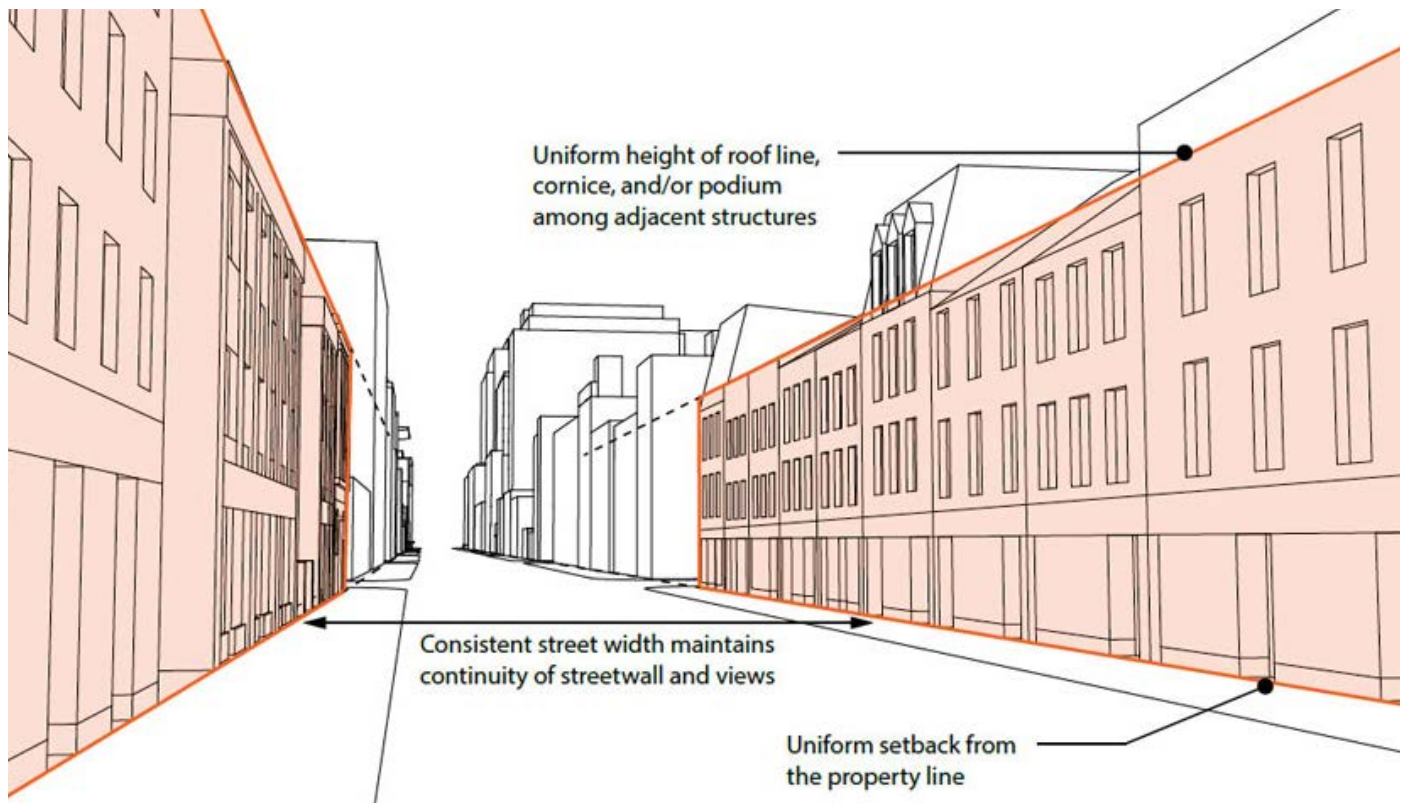 Uniform height of roof line,
cornice, and/or podium
among adjacent structures
Consistent street width maintains
continuity of streetwall and views
Uniform setback from
the property line